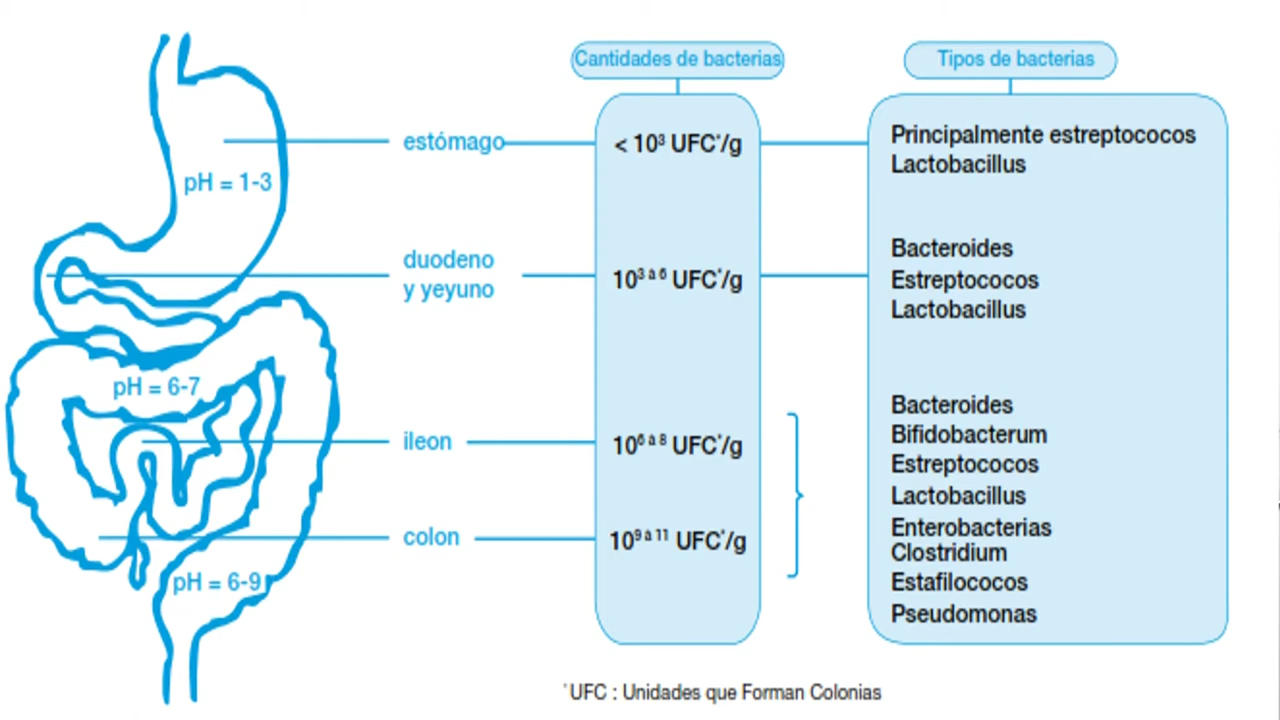 Cantidades de bacterias
Tipos de bacterias
estómago
< 10³ UFC*/g
Principalmente estreptococos
Lactobacillus
pH = 1-3
duodeno
y yeyuno
10³ à ⁶ UFC*/g
Bacteroides
Estreptococos
Lactobacillus
pH = 6-7
ileon
10⁶ à ⁸ UFC*/g
colon
10⁹ à ¹¹ UFC*/g
Bacteroides
Bifidobacterum
Estreptococos
Lactobacillus
Enterobacterias
Clostridium
Estafilococos
Pseudomonas
pH = 6-9
*UFC : Unidades que Forman Colonias